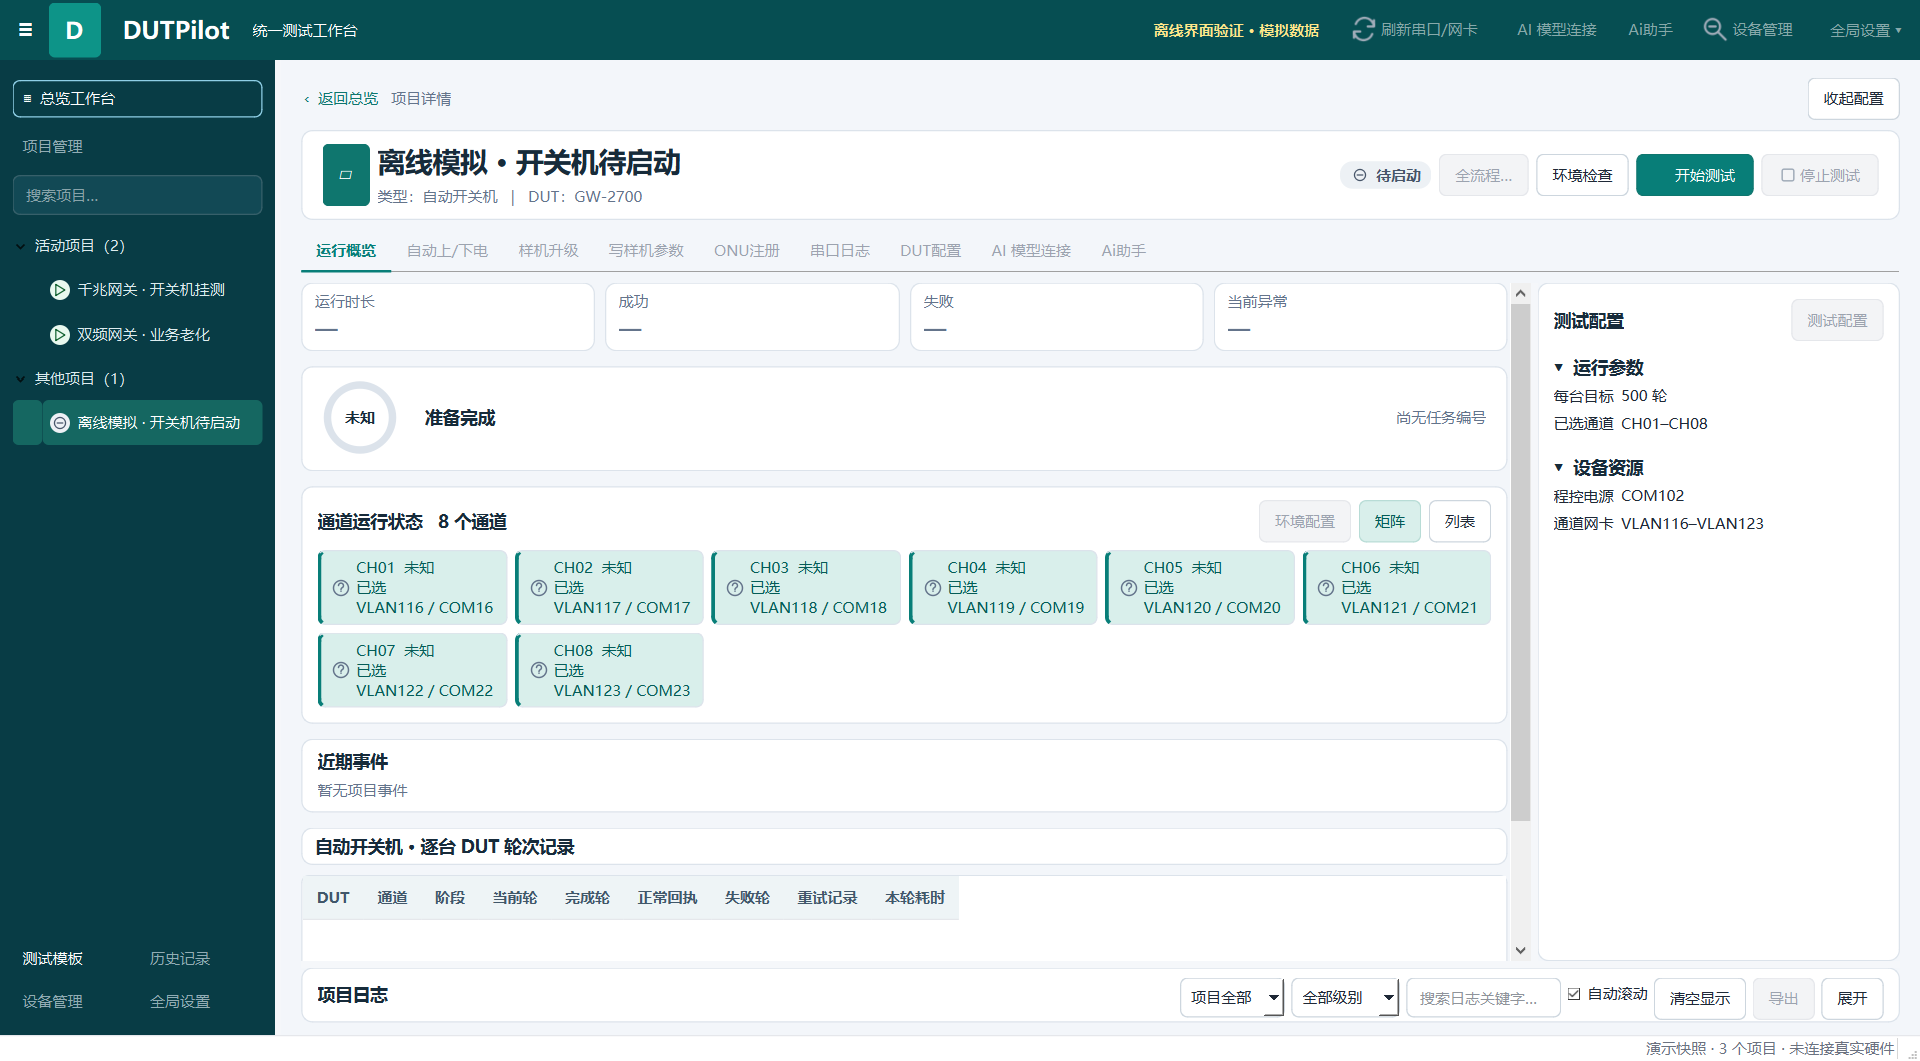 D DUTPilot 统一测试工作台 离线界面验证 • 模拟数据 刷新串口/网卡 AI 模型连接 Ai助手 设备管理 全局设置
总览工作台
项目管理
搜索项目...
活动项目 (2)
千兆网关 · 开关机挂测
双频网关 · 业务老化
其他项目 (1)
离线模拟 · 开关机待启动
测试模板 历史记录
设备管理 全局设置
‹ 返回总览 项目详情 收起配置
离线模拟 • 开关机待启动
类型: 自动开关机 | DUT: GW-2700
待启动 全流程... 环境检查 开始测试 停止测试
运行概览 自动上/下电 样机升级 写样机参数 ONU注册 串口日志 DUT配置 AI 模型连接 Ai助手
运行时长 成功 失败 当前异常
— — — —
未知 准备完成 尚无任务编号
通道运行状态 8 个通道 环境配置 矩阵 列表
CH01 未知
已选
VLAN116 / COM16
CH02 未知
已选
VLAN117 / COM17
CH03 未知
已选
VLAN118 / COM18
CH04 未知
已选
VLAN119 / COM19
CH05 未知
已选
VLAN120 / COM20
CH06 未知
已选
VLAN121 / COM21
CH07 未知
已选
VLAN122 / COM22
CH08 未知
已选
VLAN123 / COM23
近期事件
暂无项目事件
自动开关机 • 逐台 DUT 轮次记录
DUT 通道 阶段 当前轮 完成轮 正常回执 失败轮 重试记录 本轮耗时
测试配置 测试配置
▼ 运行参数
每台目标 500 轮
已选通道 CH01–CH08
▼ 设备资源
程控电源 COM102
通道网卡 VLAN116–VLAN123
项目日志 项目全部 全部级别 搜索日志关键字... 自动滚动 清空显示 导出 展开
演示快照 · 3 个项目 · 未连接真实硬件